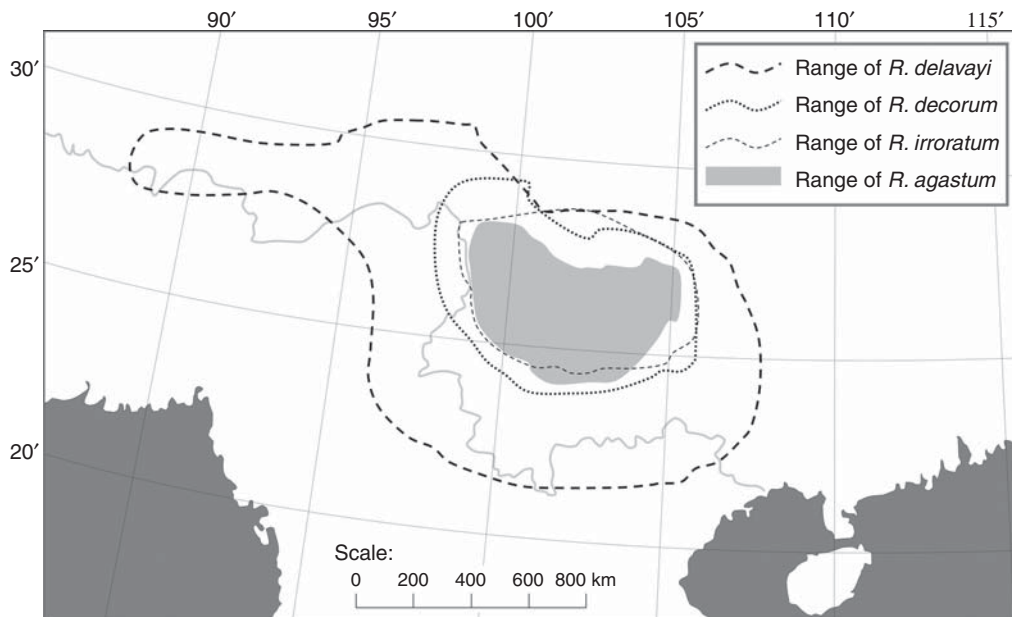 90′ 95′ 100′ 105′ 110′ 115′
30′
25′
20′
Range of R. delavayi
Range of R. decorum
Range of R. irroratum
Range of R. agastum
Scale:
0 200 400 600 800 km